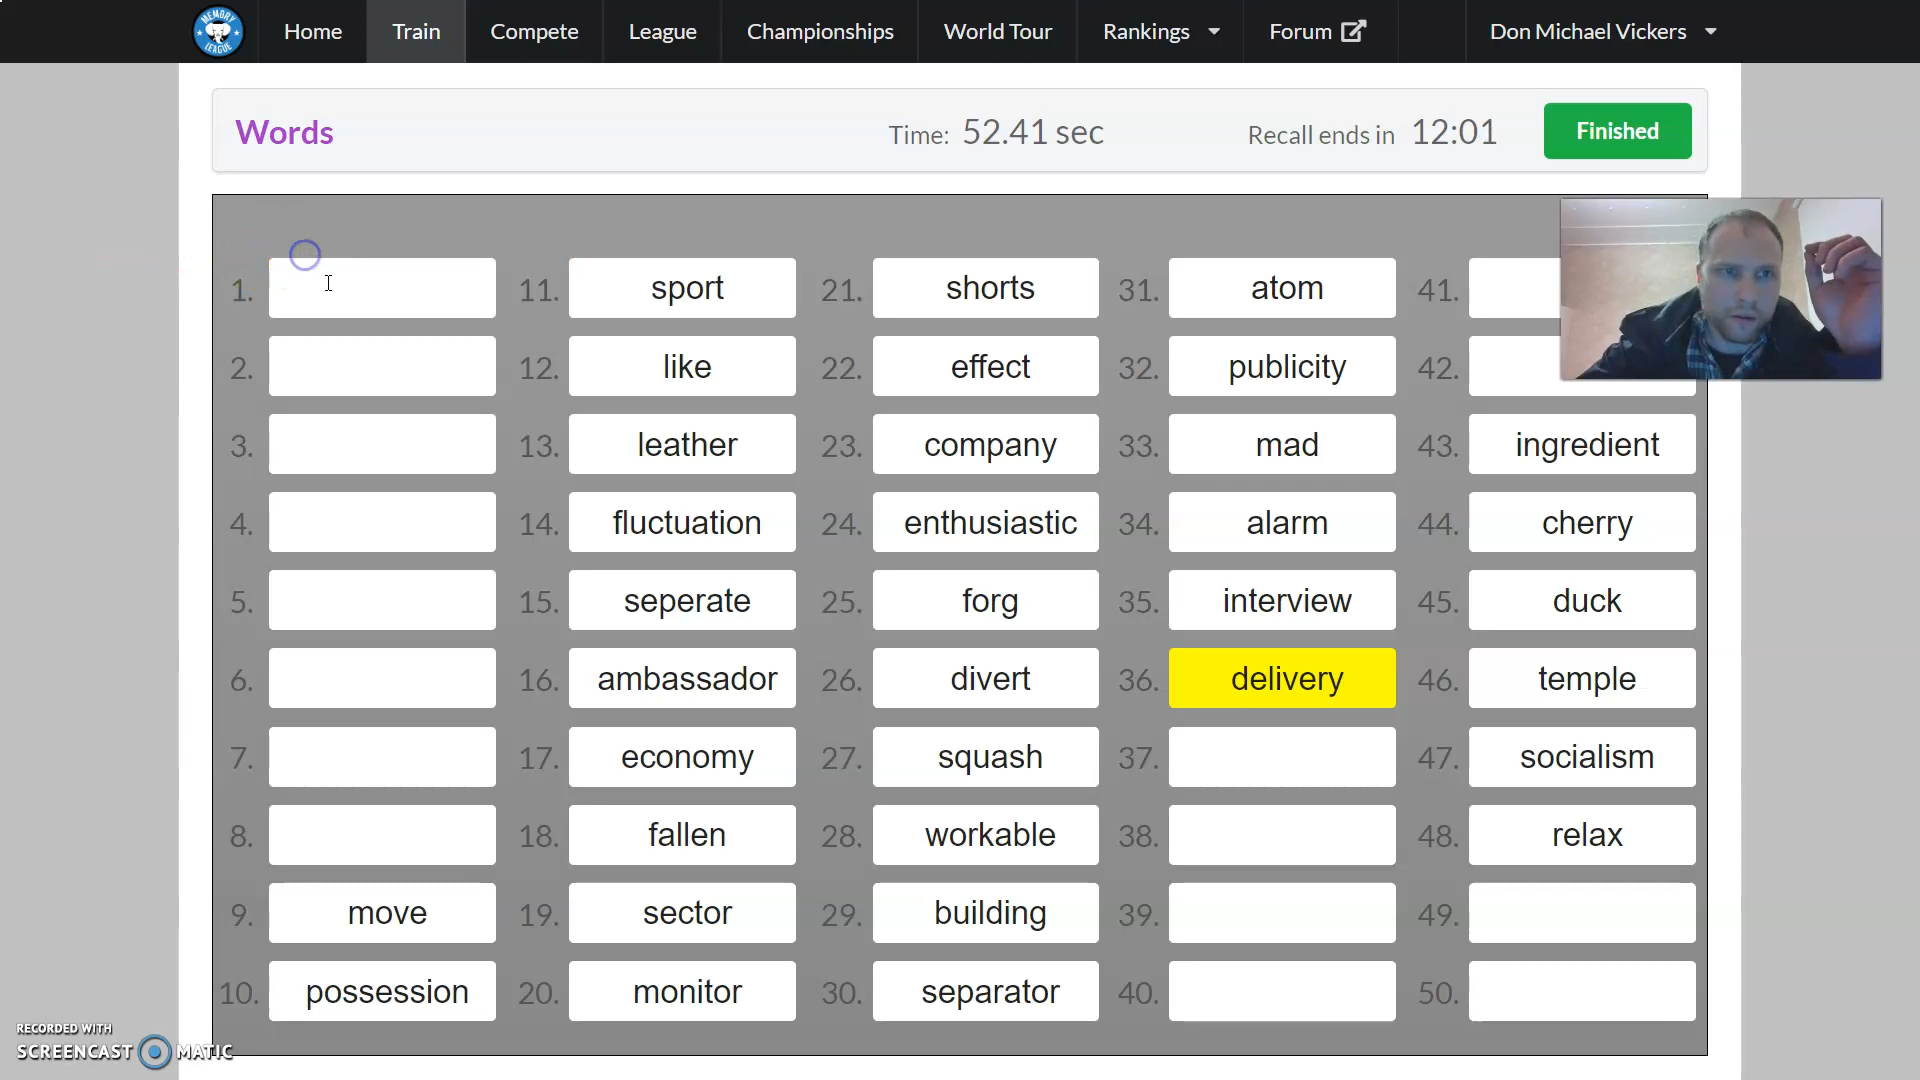 MEMORY LEAGUE Home Train Compete League Championships World Tour Rankings Forum Don Michael Vickers
Words Time: 52.41 sec Recall ends in 12:01 Finished
1. 11. sport 21. shorts 31. atom 41.
2. 12. like 22. effect 32. publicity 42.
3. 13. leather 23. company 33. mad 43. ingredient
4. 14. fluctuation 24. enthusiastic 34. alarm 44. cherry
5. 15. seperate 25. forg 35. interview 45. duck
6. 16. ambassador 26. divert 36. delivery 46. temple
7. 17. economy 27. squash 37. 47. socialism
8. 18. fallen 28. workable 38. 48. relax
9. move 19. sector 29. building 39. 49.
10. possession 20. monitor 30. separator 40. 50.
RECORDED WITH
SCREENCAST MATIC